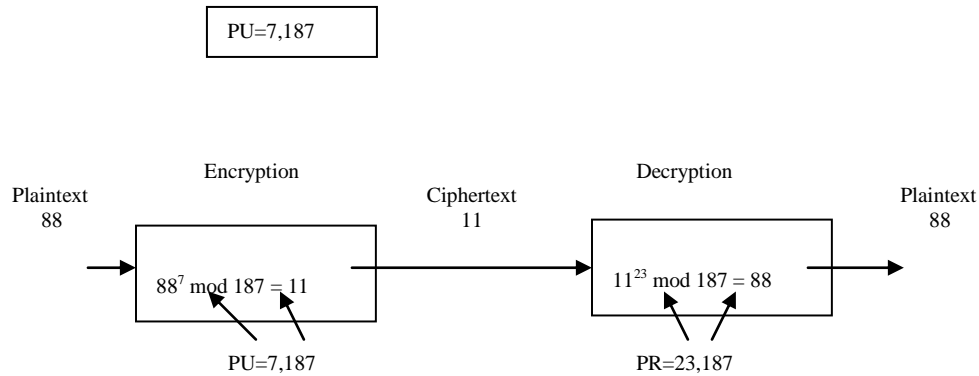 PU=7,187
Encryption
Decryption
Plaintext
88
Ciphertext
11
Plaintext
88
88⁷ mod 187 = 11
11²³ mod 187 = 88
PU=7,187
PR=23,187